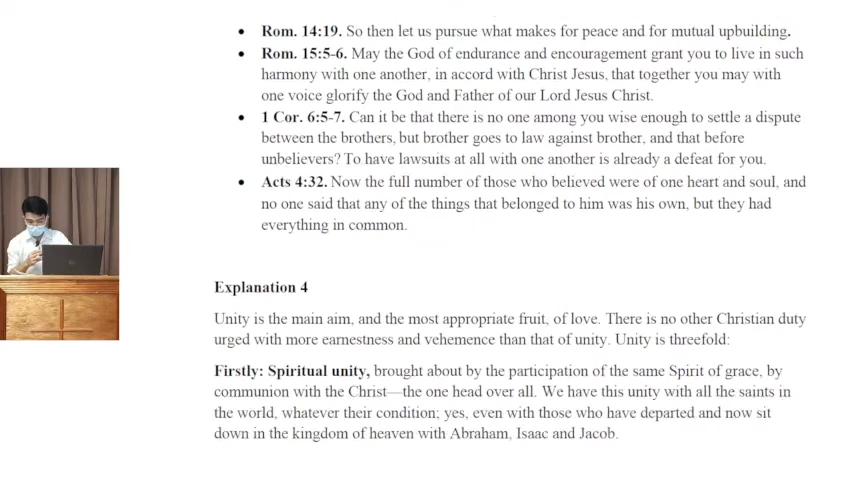 • Rom. 14:19. So then let us pursue what makes for peace and for mutual upbuilding.
• Rom. 15:5-6. May the God of endurance and encouragement grant you to live in such
harmony with one another, in accord with Christ Jesus, that together you may with
one voice glorify the God and Father of our Lord Jesus Christ.
• 1 Cor. 6:5-7. Can it be that there is no one among you wise enough to settle a dispute
between the brothers, but brother goes to law against brother, and that before
unbelievers? To have lawsuits at all with one another is already a defeat for you.
• Acts 4:32. Now the full number of those who believed were of one heart and soul, and
no one said that any of the things that belonged to him was his own, but they had
everything in common.
Explanation 4
Unity is the main aim, and the most appropriate fruit, of love. There is no other Christian duty
urged with more earnestness and vehemence than that of unity. Unity is threefold:
Firstly: Spiritual unity, brought about by the participation of the same Spirit of grace, by
communion with the Christ—the one head over all. We have this unity with all the saints in
the world, whatever their condition; yes, even with those who have departed and now sit
down in the kingdom of heaven with Abraham, Isaac and Jacob.